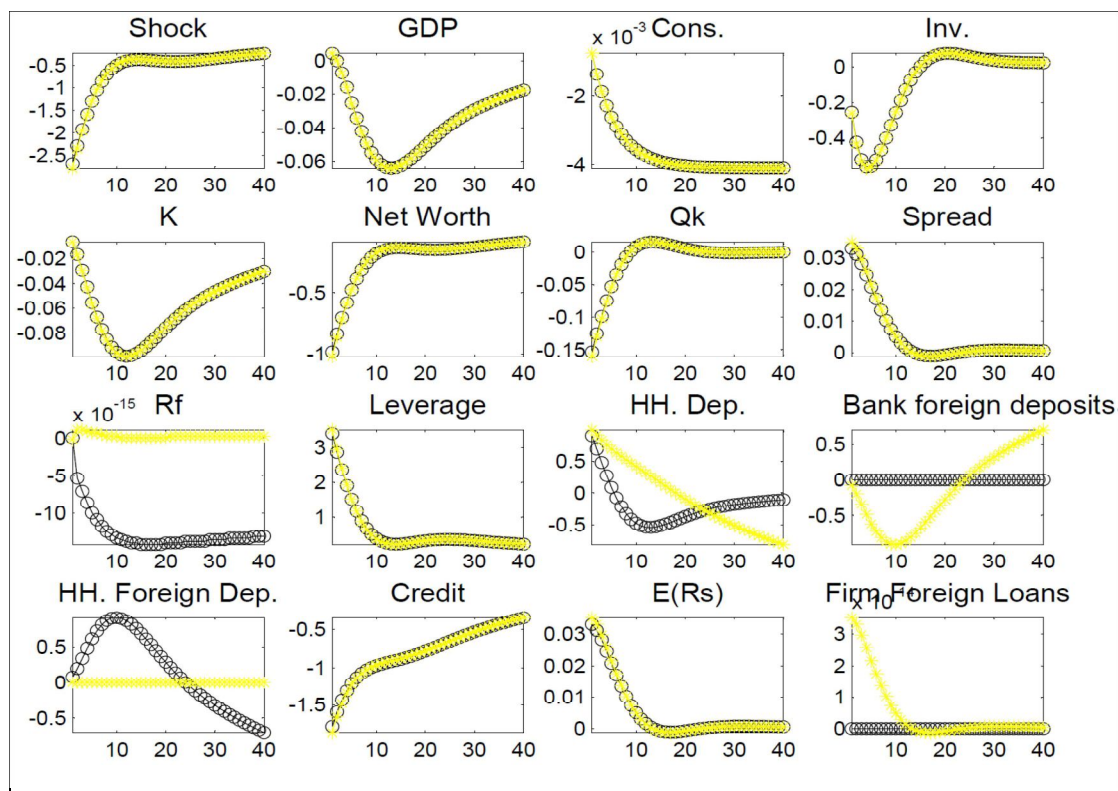 Shock GDP x 10^-3 Cons. Inv.
-0.5 0 -2 0
-1 -0.02 -0.2
-1.5 -0.04 -0.4
-2 -0.06 -4
-2.5
10 20 30 40 10 20 30 40 10 20 30 40 10 20 30 40
K Net Worth Qk Spread
-0.02 -0.5 0 0.03
-0.04 -1 -0.05 0.02
-0.06 -0.1 0.01
-0.08 -0.15 0
10 20 30 40 10 20 30 40 10 20 30 40 10 20 30 40
x 10^-15 Rf Leverage HH. Dep. Bank foreign deposits
0 3 0.5 0.5
-5 2 0 0
-10 1 -0.5 -0.5
10 20 30 40 10 20 30 40 10 20 30 40 10 20 30 40
HH. Foreign Dep. Credit E(Rs) Firm Foreign Loans
x 10
0.5 -0.5 0.03 3
0 -1 0.02 2
-0.5 -1.5 0.01 1
0 0
10 20 30 40 10 20 30 40 10 20 30 40 10 20 30 40